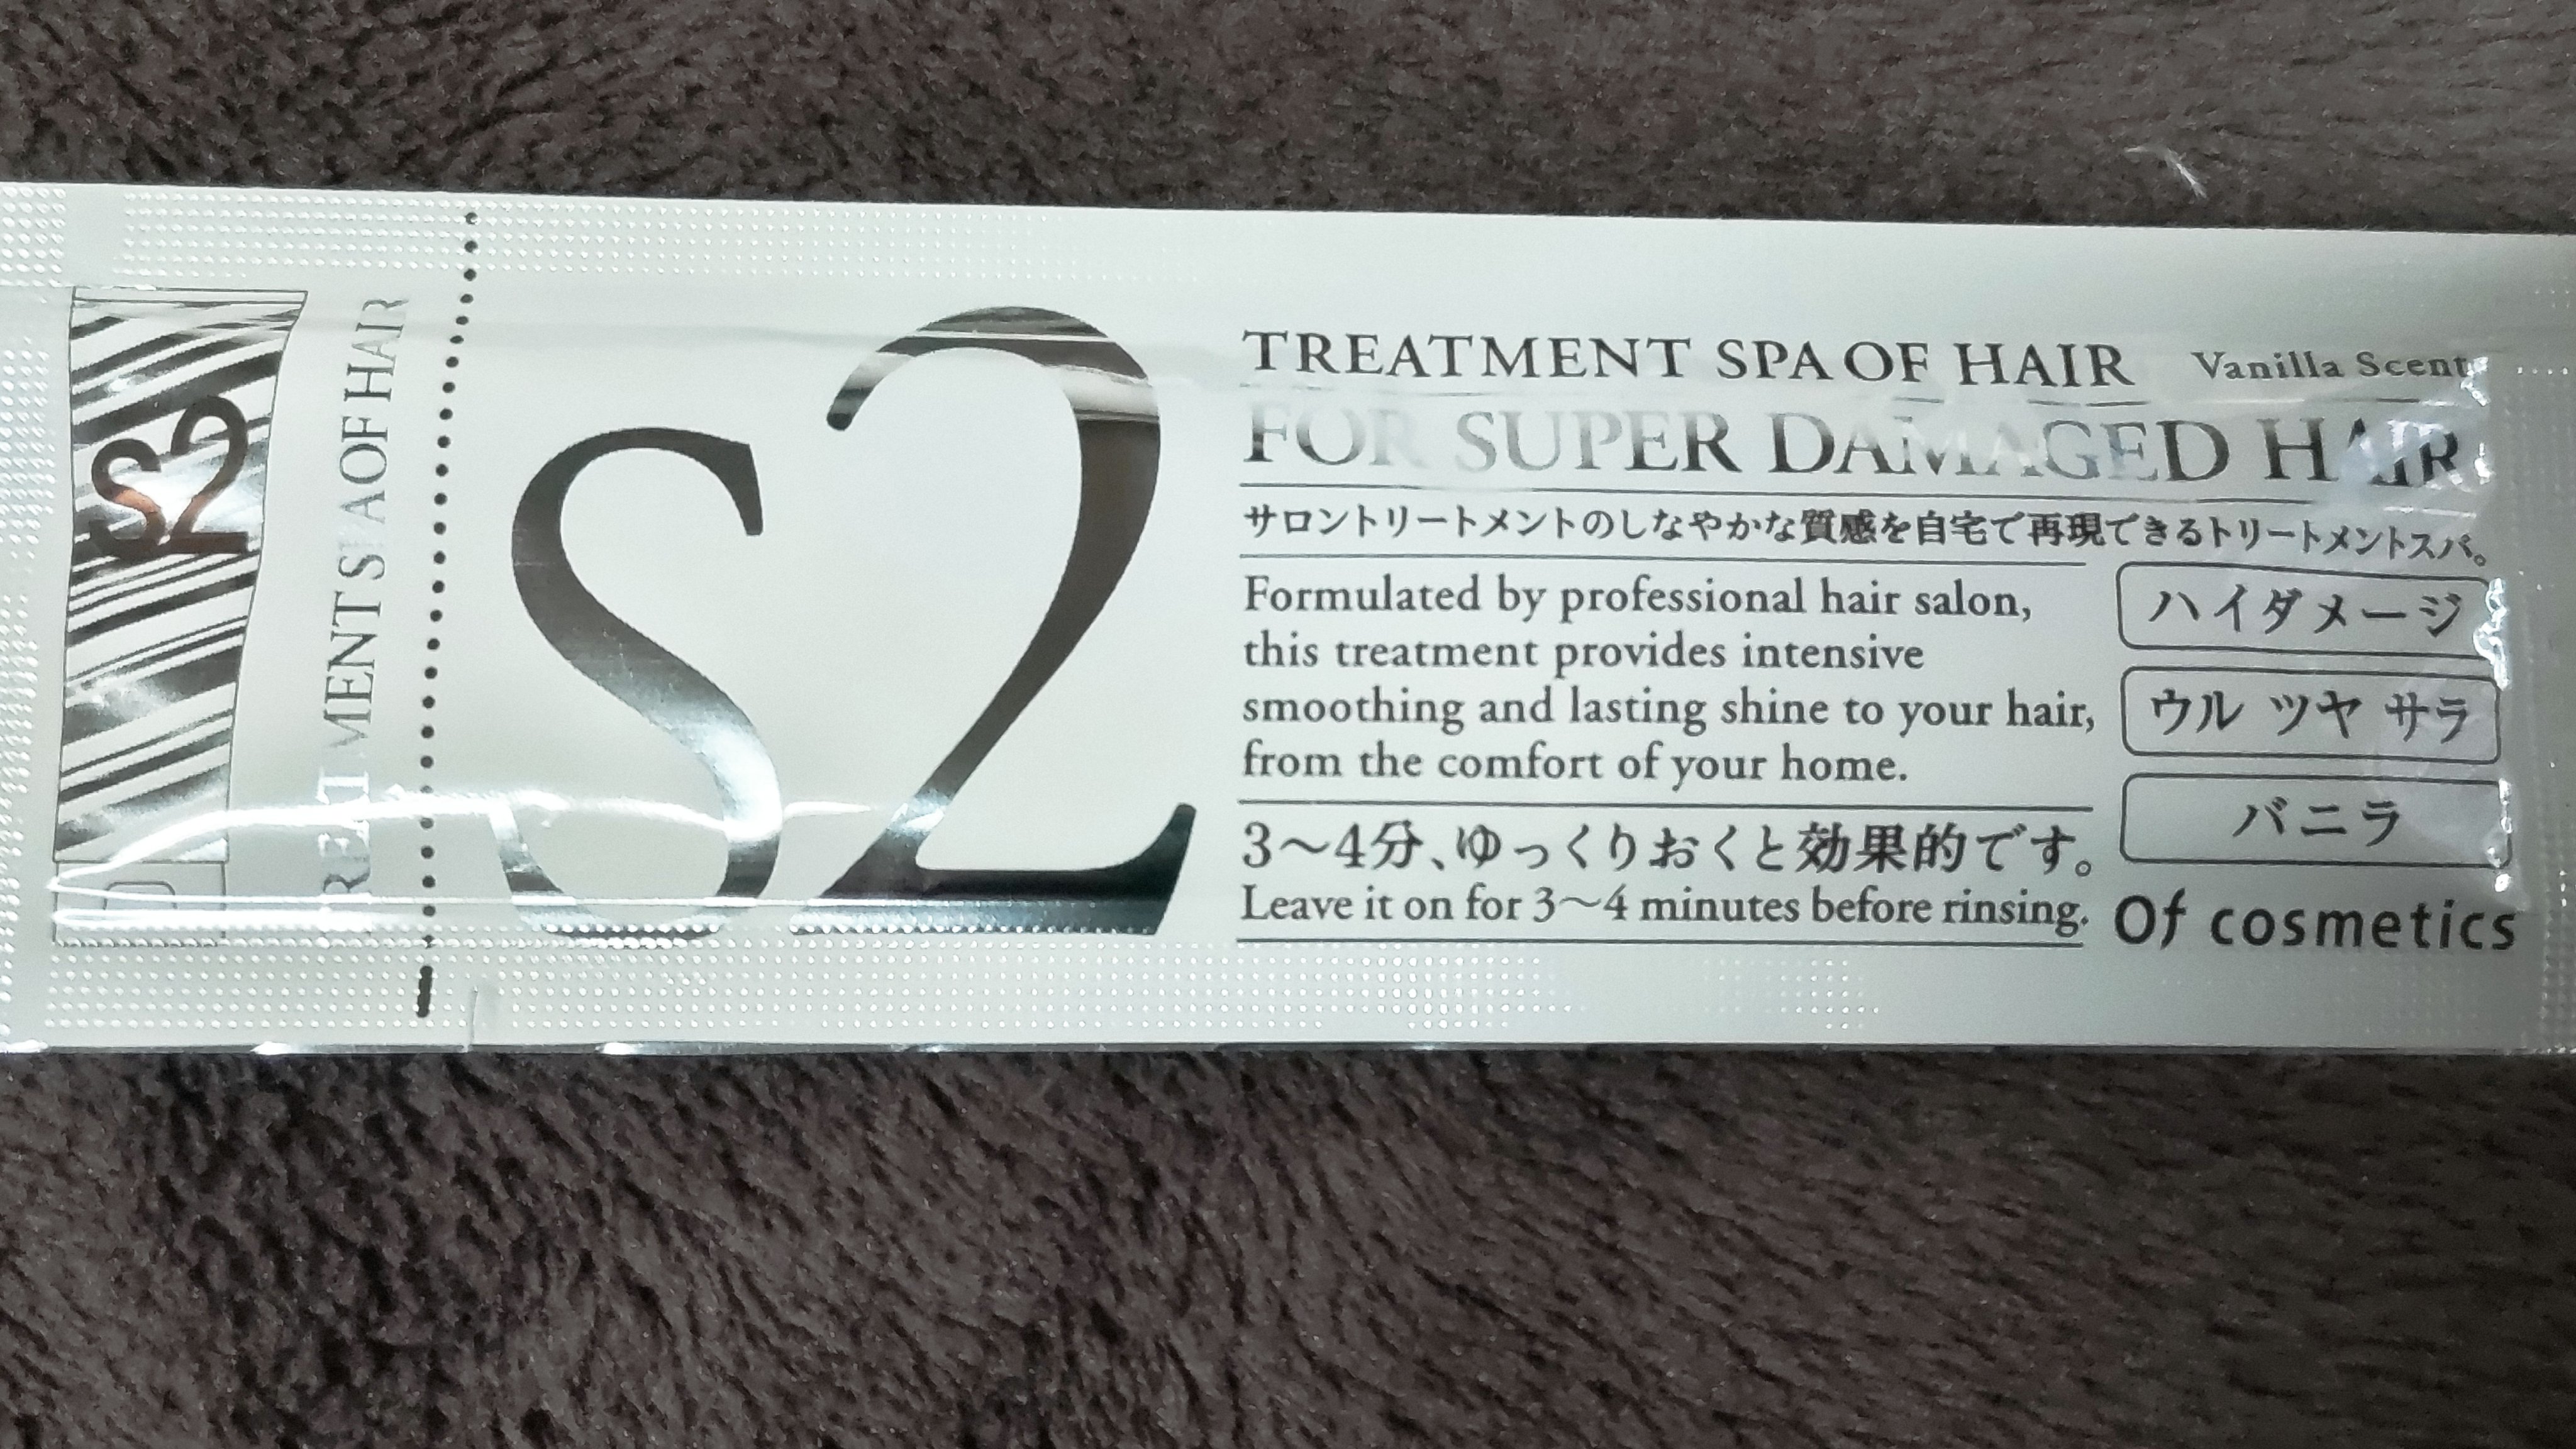 S2
TREATMENT SPA OF HAIR
S2
TREATMENT SPA OF HAIR Vanilla Scent
FOR SUPER DAMAGED HAIR
サロントリートメントのしなやかな質感を自宅で再現できるトリートメントスパ。
Formulated by professional hair salon,
this treatment provides intensive
smoothing and lasting shine to your hair,
from the comfort of your home.
3〜4分、ゆっくりおくと効果的です。
Leave it on for 3〜4 minutes before rinsing.
ハイダメージ
ウル ツヤ サラ
バニラ
Of cosmetics